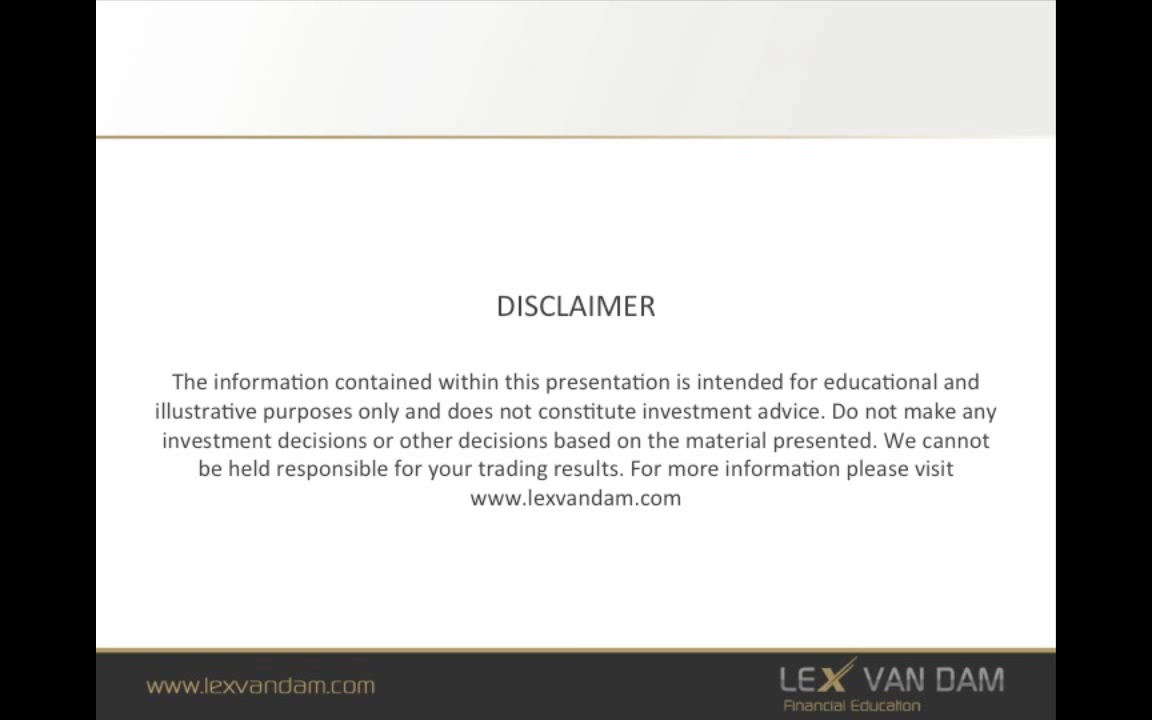 DISCLAIMER
The information contained within this presentation is intended for educational and
illustrative purposes only and does not constitute investment advice. Do not make any
investment decisions or other decisions based on the material presented. We cannot
be held responsible for your trading results. For more information please visit
www.lexvandam.com
www.lexvandam.com
LEX VAN DAM
Financial Education